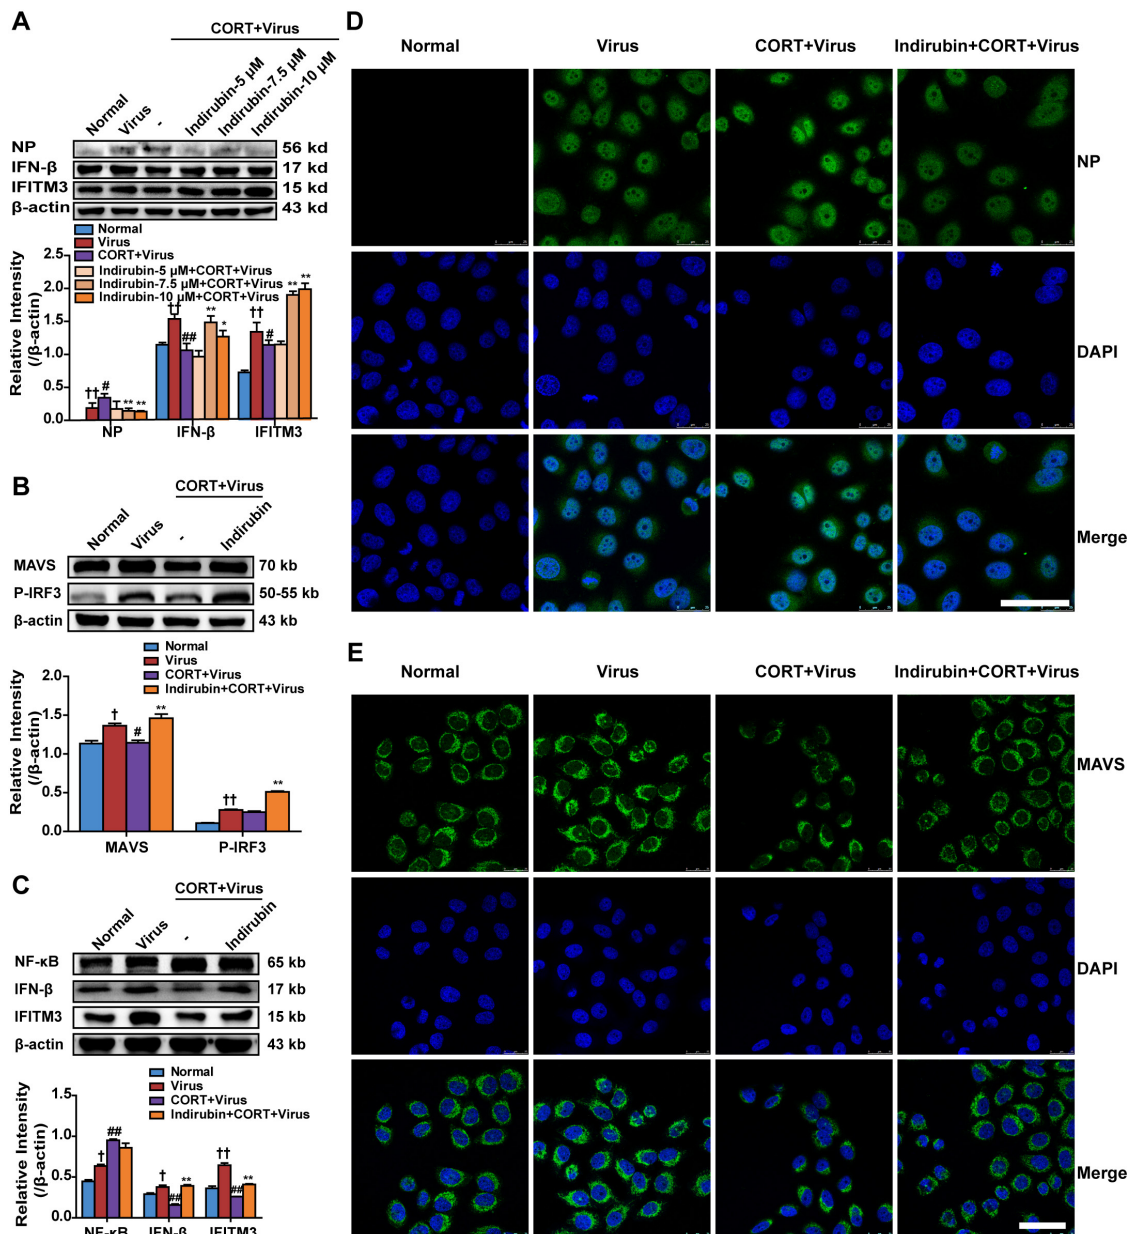 A
CORT+Virus
Normal
Virus
-
Indirubin-5 μM
Indirubin-7.5 μM
Indirubin-10 μM
NP 56 kd
IFN-β 17 kd
IFITM3 15 kd
β-actin 43 kd
Normal
Virus
CORT+Virus
Indirubin-5 μM+CORT+Virus
Indirubin-7.5 μM+CORT+Virus
Indirubin-10 μM+CORT+Virus
Relative Intensity
(/β-actin)
2.5
2.0
1.5
1.0
0.5
0.0
†† # ** **
†† ## ** *
†† # ** **
NP IFN-β IFITM3
B
CORT+Virus
Normal Virus - Indirubin
MAVS 70 kb
P-IRF3 50-55 kb
β-actin 43 kb
Normal
Virus
CORT+Virus
Indirubin+CORT+Virus
Relative Intensity
(/β-actin)
2.0
1.5
1.0
0.5
0.0
† # **
†† **
MAVS P-IRF3
C
CORT+Virus
Normal Virus - Indirubin
NF-κB 65 kb
IFN-β 17 kb
IFITM3 15 kb
β-actin 43 kb
Normal
Virus
CORT+Virus
Indirubin+CORT+Virus
Relative Intensity
(/β-actin)
1.5
1.0
0.5
0.0
† ##
† ## **
†† ## **
NF-κB IFN-β IFITM3
D
Normal Virus CORT+Virus Indirubin+CORT+Virus
NP
DAPI
Merge
E
Normal Virus CORT+Virus Indirubin+CORT+Virus
MAVS
DAPI
Merge